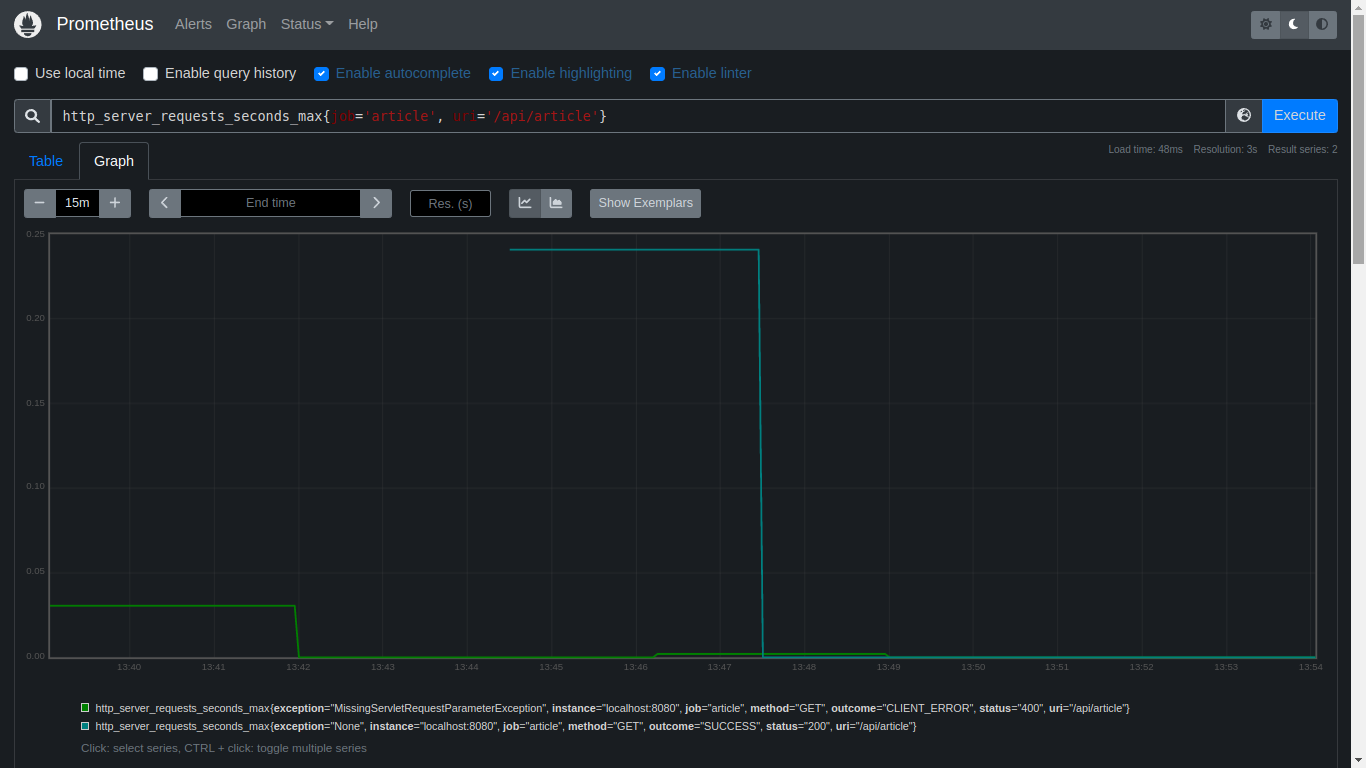 Prometheus Alerts Graph Status Help
Use local time Enable query history Enable autocomplete Enable highlighting Enable linter
http_server_requests_seconds_max{job='article', uri='/api/article'} Execute
Load time: 48ms Resolution: 3s Result series: 2
Table Graph
− 15m + End time Res. (s) Show Exemplars
0.25
0.20
0.15
0.10
0.05
0.00
13:40 13:41 13:42 13:43 13:44 13:45 13:46 13:47 13:48 13:49 13:50 13:51 13:52 13:53 13:54
http_server_requests_seconds_max{exception="MissingServletRequestParameterException", instance="localhost:8080", job="article", method="GET", outcome="CLIENT_ERROR", status="400", uri="/api/article"}
http_server_requests_seconds_max{exception="None", instance="localhost:8080", job="article", method="GET", outcome="SUCCESS", status="200", uri="/api/article"}
Click: select series, CTRL + click: toggle multiple series